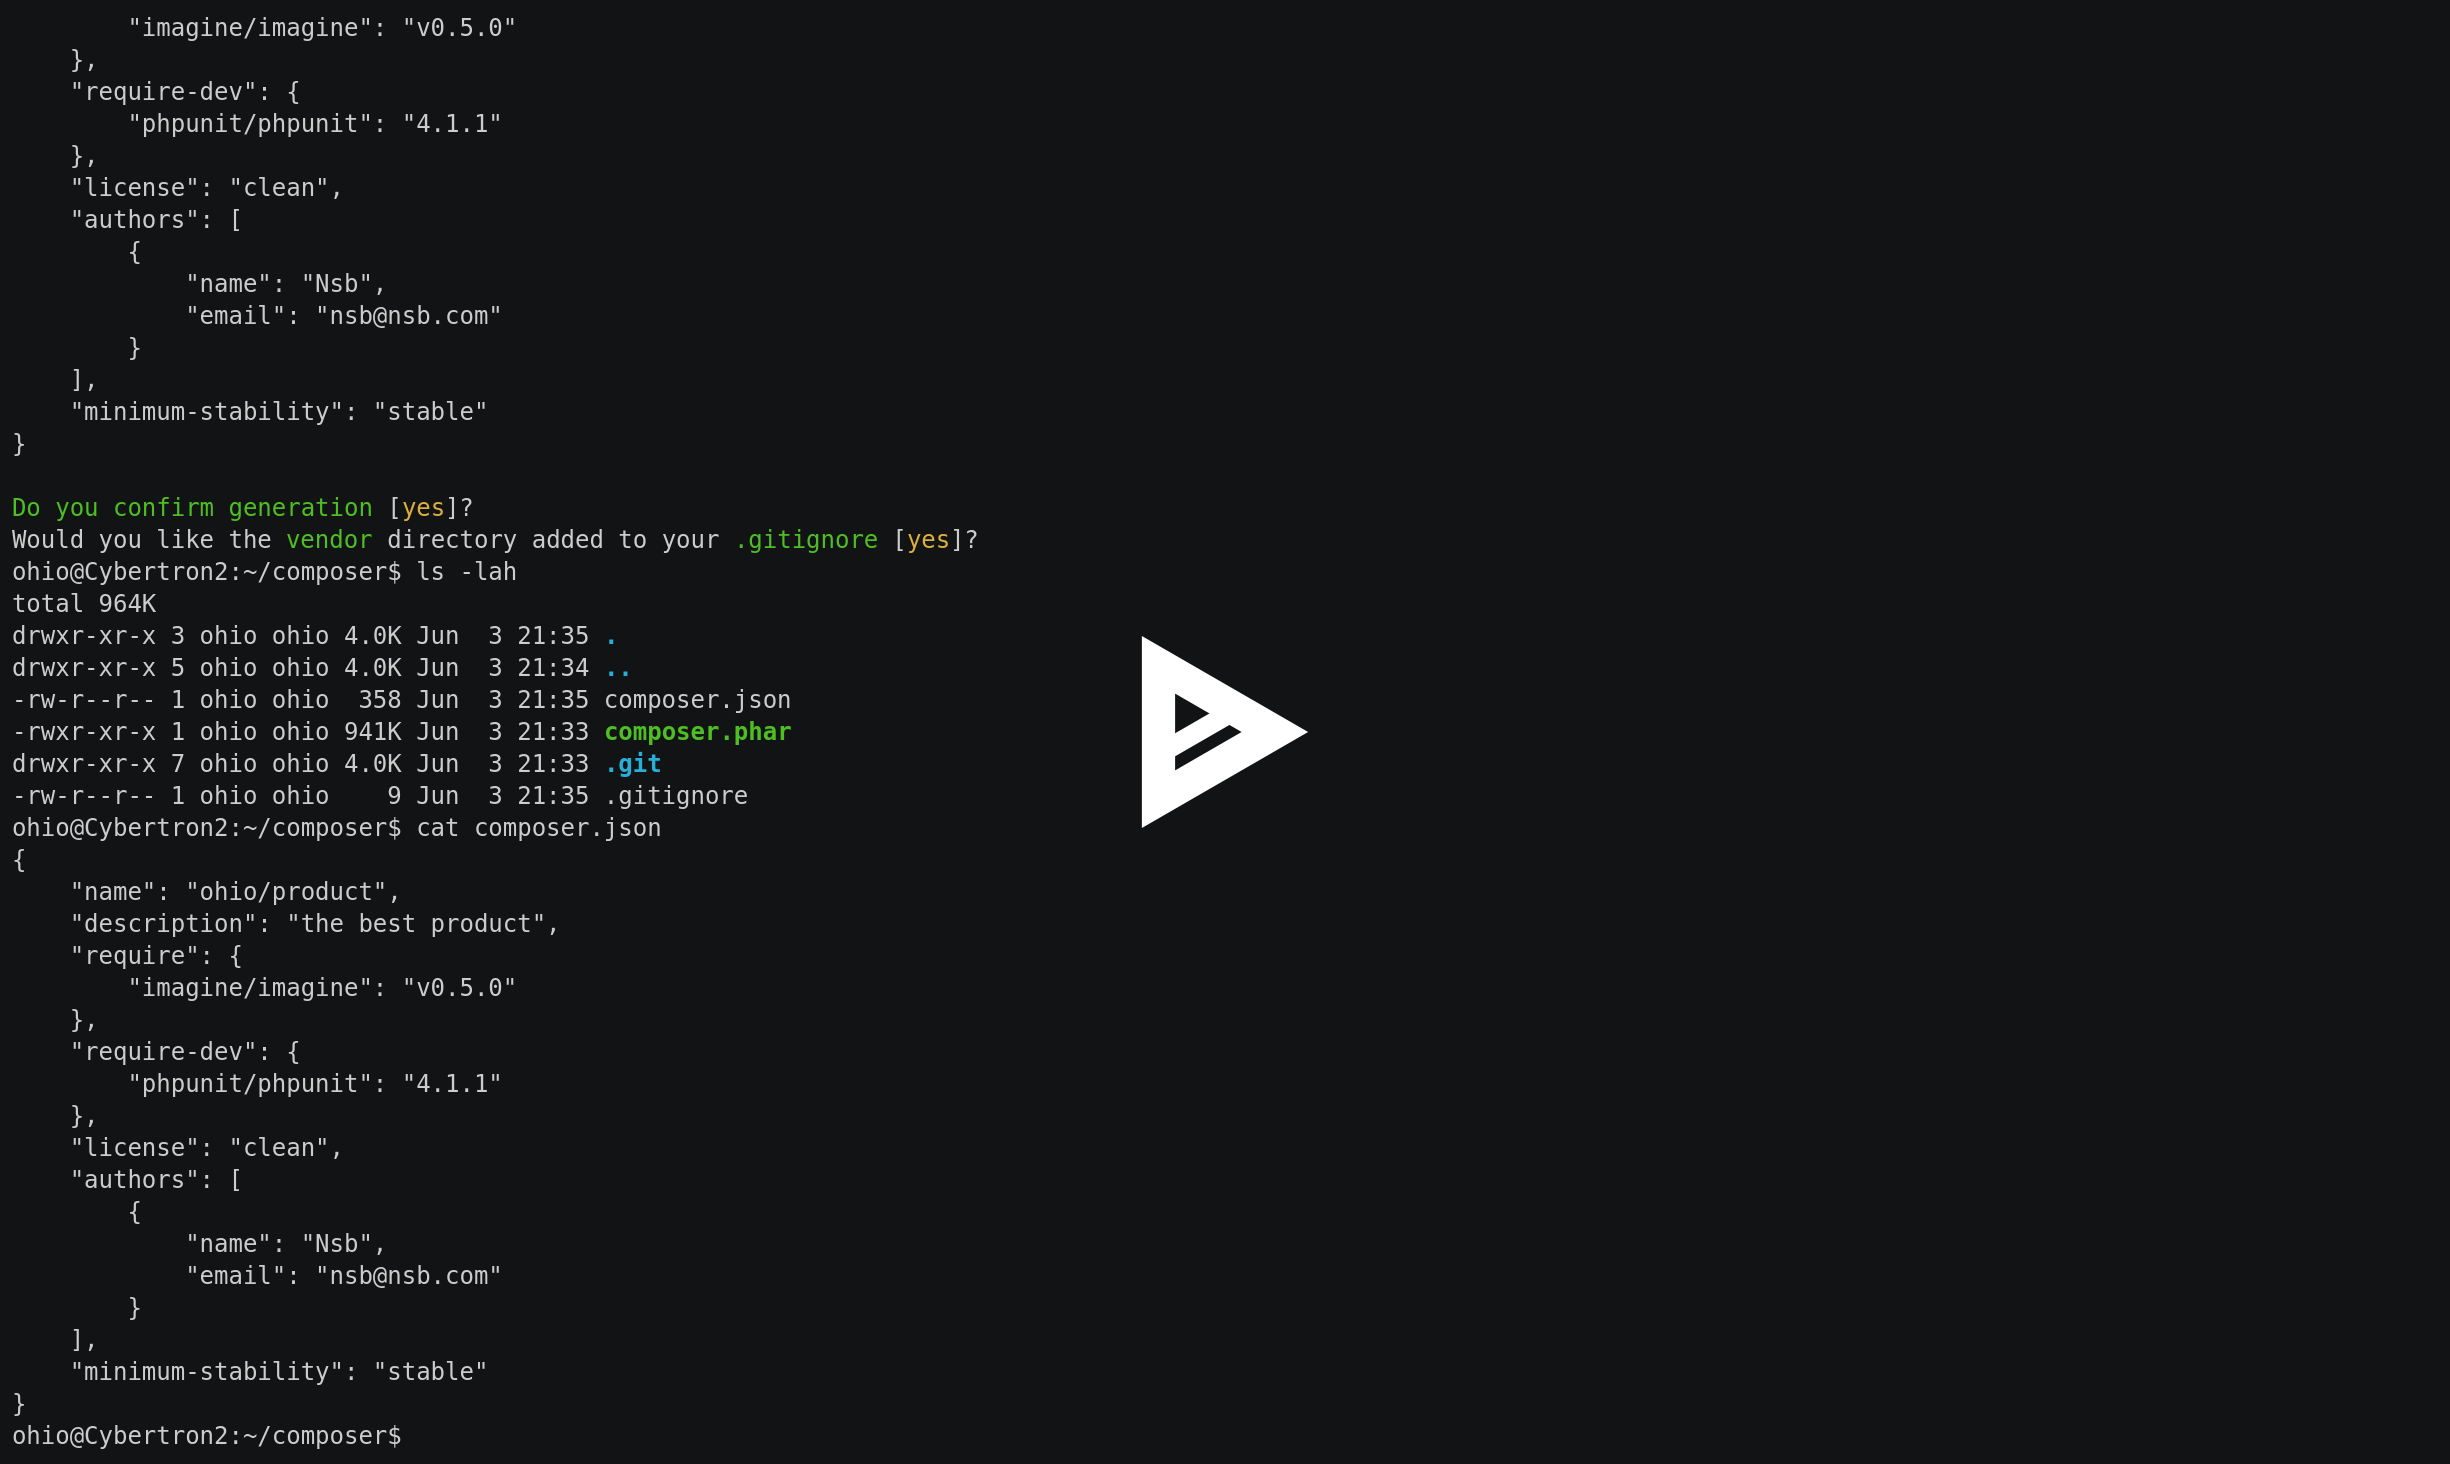 "imagine/imagine": "v0.5.0"
    },
    "require-dev": {
        "phpunit/phpunit": "4.1.1"
    },
    "license": "clean",
    "authors": [
        {
            "name": "Nsb",
            "email": "nsb@nsb.com"
        }
    ],
    "minimum-stability": "stable"
}

Do you confirm generation [yes]?
Would you like the vendor directory added to your .gitignore [yes]?
ohio@Cybertron2:~/composer$ ls -lah
total 964K
drwxr-xr-x 3 ohio ohio 4.0K Jun  3 21:35 .
drwxr-xr-x 5 ohio ohio 4.0K Jun  3 21:34 ..
-rw-r--r-- 1 ohio ohio  358 Jun  3 21:35 composer.json
-rwxr-xr-x 1 ohio ohio 941K Jun  3 21:33 composer.phar
drwxr-xr-x 7 ohio ohio 4.0K Jun  3 21:33 .git
-rw-r--r-- 1 ohio ohio    9 Jun  3 21:35 .gitignore
ohio@Cybertron2:~/composer$ cat composer.json
{
    "name": "ohio/product",
    "description": "the best product",
    "require": {
        "imagine/imagine": "v0.5.0"
    },
    "require-dev": {
        "phpunit/phpunit": "4.1.1"
    },
    "license": "clean",
    "authors": [
        {
            "name": "Nsb",
            "email": "nsb@nsb.com"
        }
    ],
    "minimum-stability": "stable"
}
ohio@Cybertron2:~/composer$